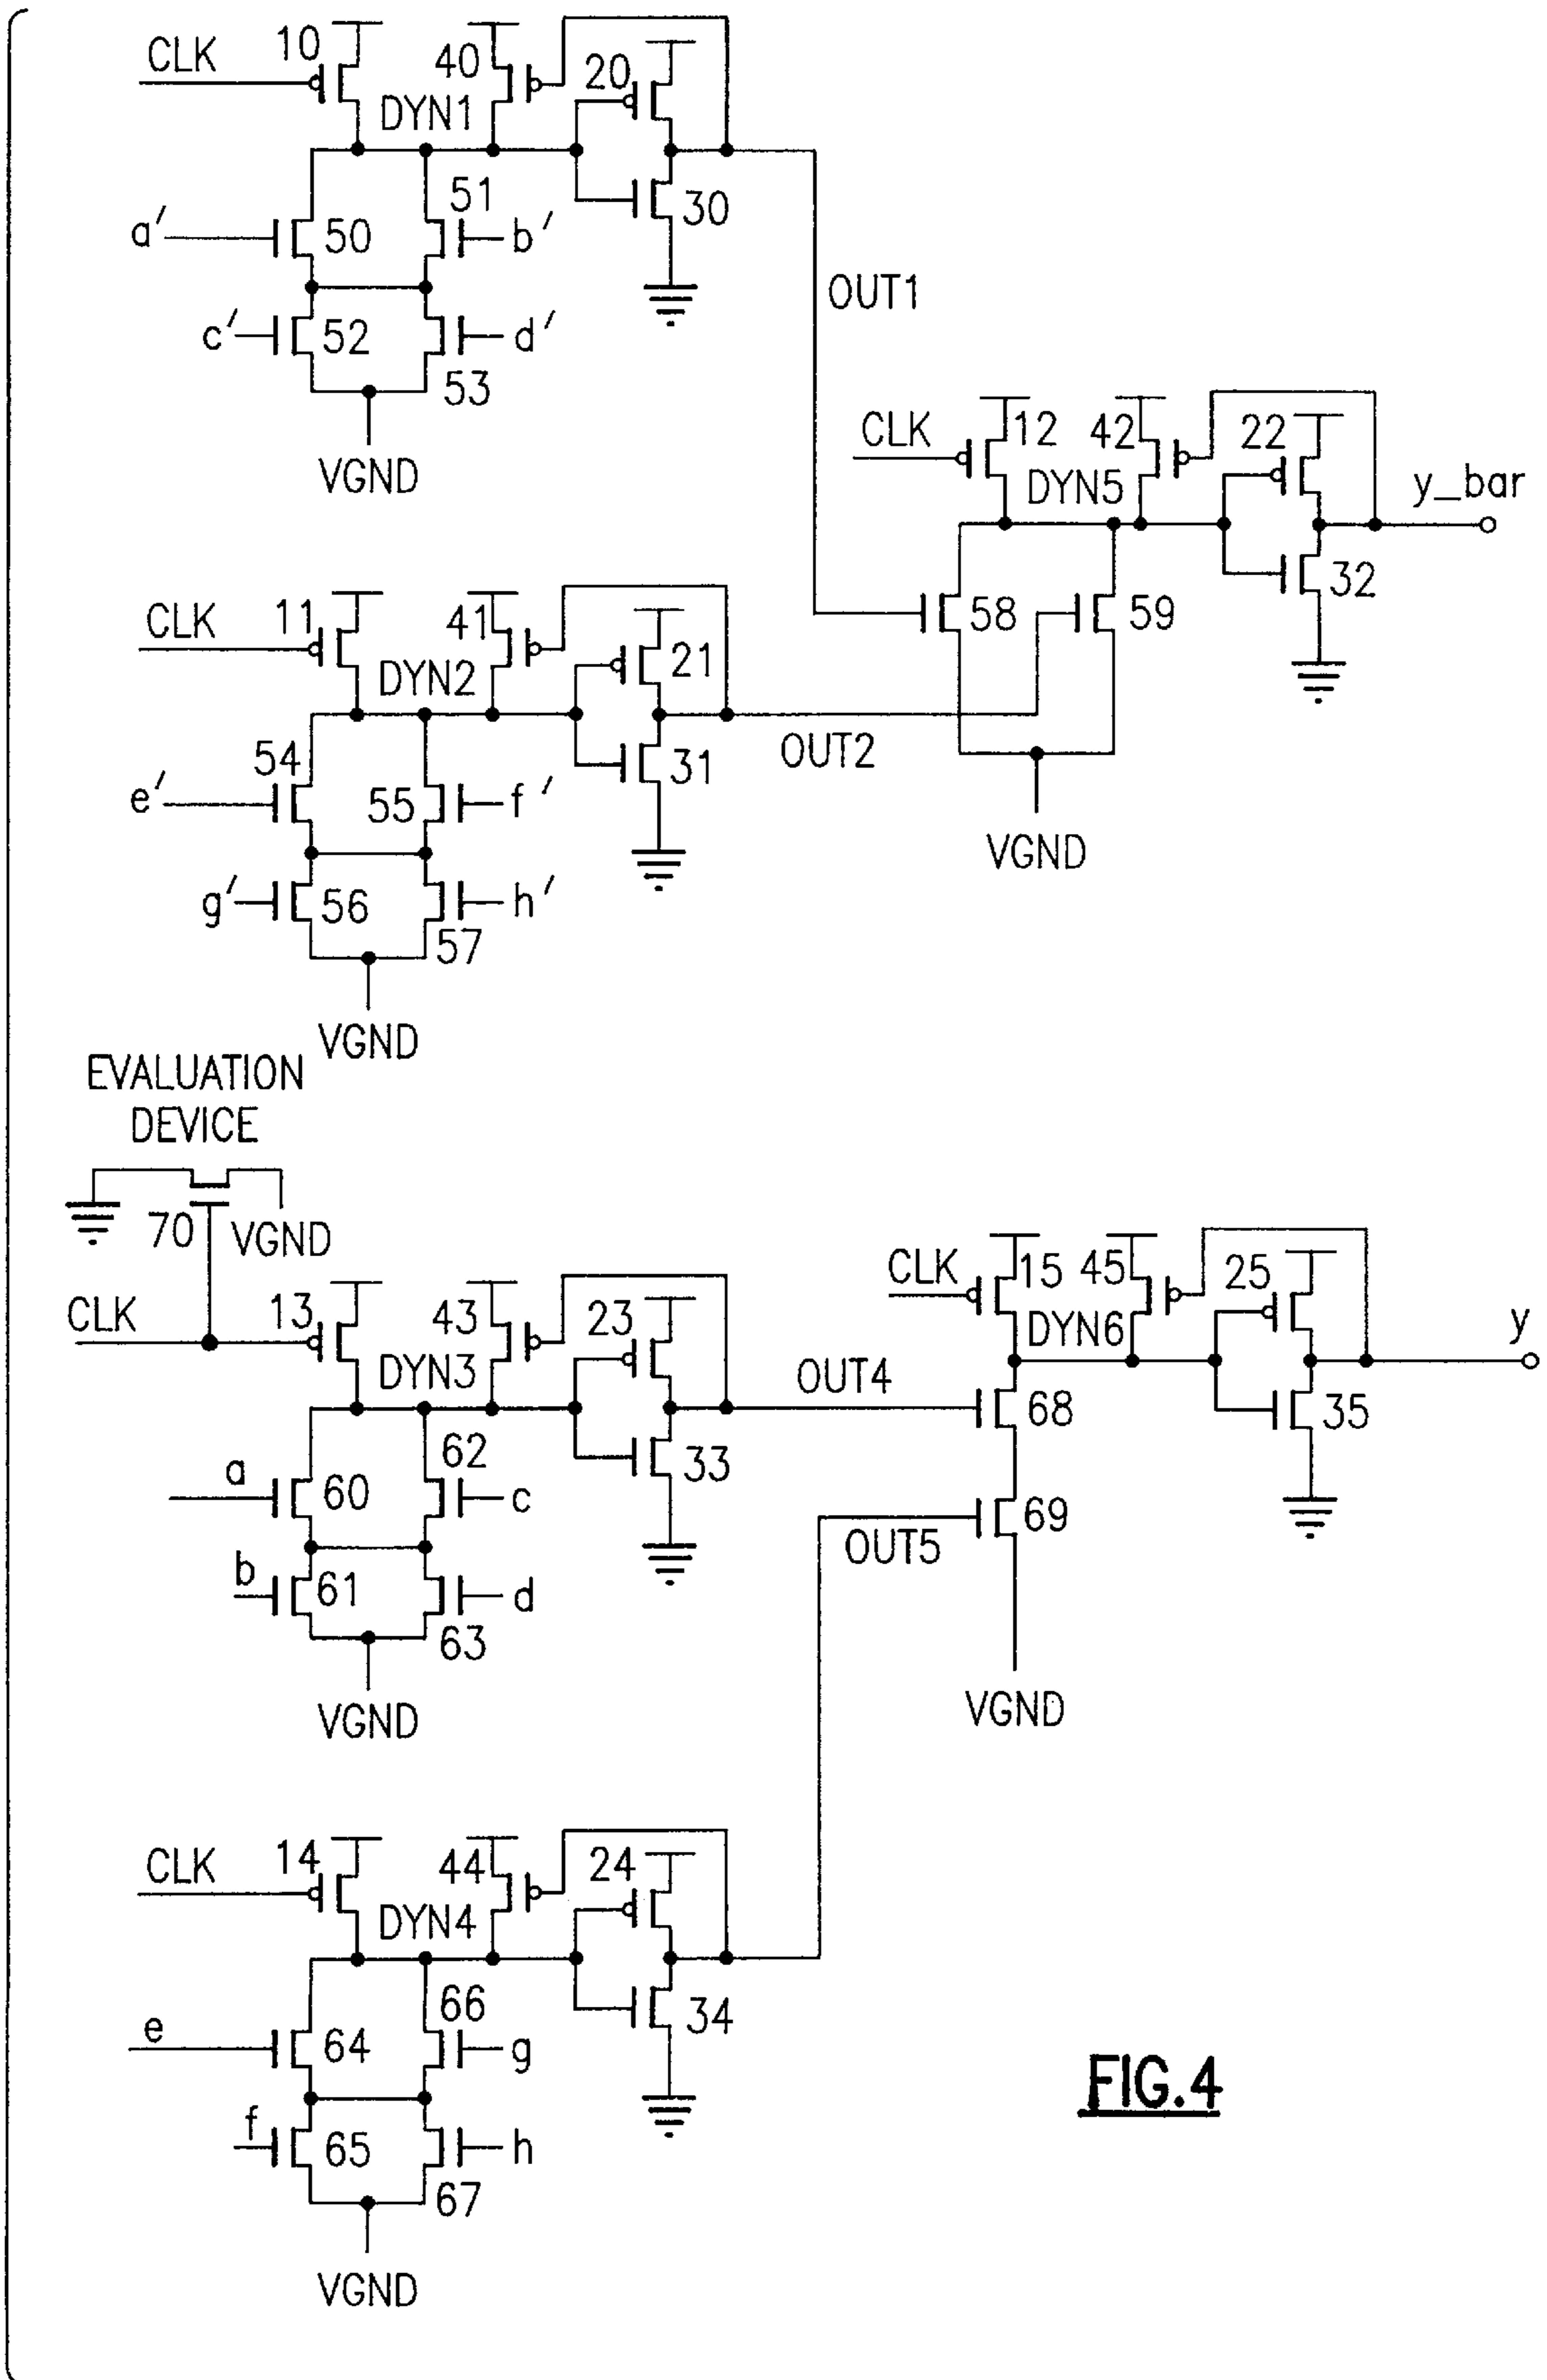 CLK 10 40 20
DYN1
a′ 50 51 b′ 30
c′ 52 d′
53
VGND
OUT1
CLK 12 42 22
DYN5 y_bar
58 59 32
VGND
CLK 11 41 21
DYN2
54 31 OUT2
e′ 55 f′
g′ 56 h′
57
VGND
EVALUATION
DEVICE
70 VGND
CLK 13 43 23
DYN3 OUT4
a 60 62 c 33
b 61 d
63
VGND
CLK 15 45 25
DYN6 y
68 35
OUT5 69
VGND
CLK 14 44 24
DYN4
e 64 66 g 34
f 65 h
67
VGND
FIG.4